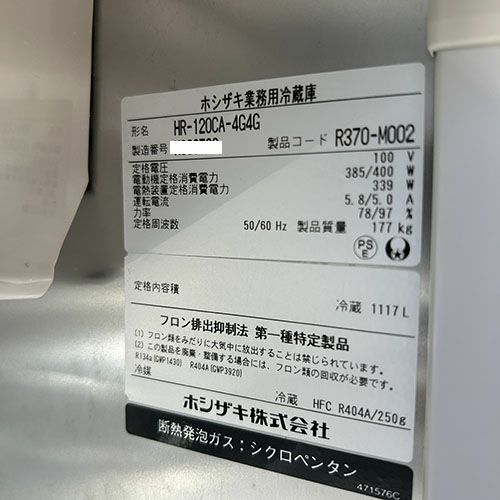 ホシザキ業務用冷蔵庫
形名 HR-120CA-4G4G
製造番号 製品コード R370-M002
定格電圧 100 V
電動機定格消費電力 385/400 W
電熱装置定格消費電力 339 W
運転電流 5.8/5.0 A
力率 78/97 %
定格周波数 50/60 Hz 製品質量 177 kg
PS
E
定格内容積
冷蔵 1117 L
フロン排出抑制法 第一種特定製品
(1) フロン類をみだりに大気中に放出することは禁じられています。
(2) この製品を廃棄・整備する場合には、フロン類の回収が必要です。
R134a(GWP1430) R404A(GWP3920)
冷媒 冷蔵 HFC R404A/250g
ホシザキ株式会社
断熱発泡ガス；シクロペンタン
471576C